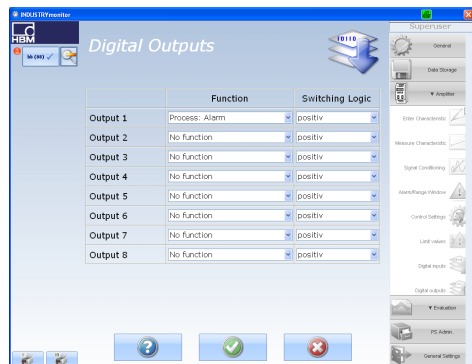 INDUSTRYmonitor
HBM
Digital Outputs
10110
Superuser
General
Data Storage
▼ Amplifier
Enter Characteristic
Measure Characteristic
Signal Conditioning
Alarm/Range Window
Control Settings
Limit values
Digital inputs
Digital outputs
▼ Evaluation
PS Admin.
General Settings
Function Switching Logic
Output 1 Process: Alarm positiv
Output 2 No function positiv
Output 3 No function positiv
Output 4 No function positiv
Output 5 No function positiv
Output 6 No function positiv
Output 7 No function positiv
Output 8 No function positiv